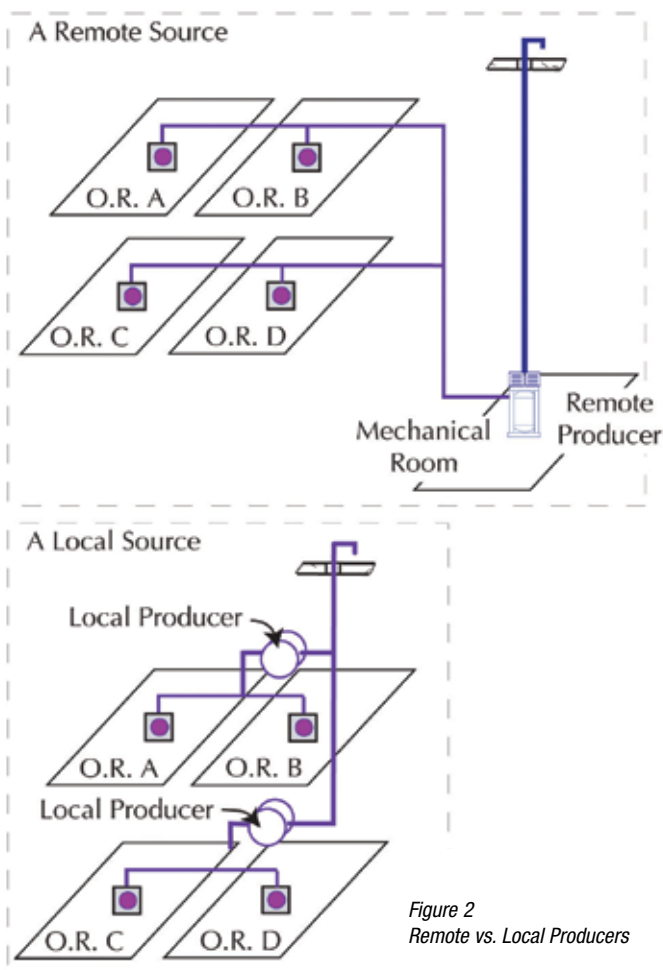 A Remote Source
O.R. A
O.R. B
O.R. C
O.R. D
Mechanical
Room
Remote
Producer
A Local Source
Local Producer
O.R. A
O.R. B
Local Producer
O.R. C
O.R. D
Figure 2
Remote vs. Local Producers